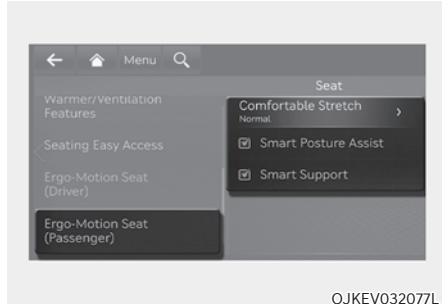 Menu
Seat
Warmer/Ventilation
Features
Seating Easy Access
Ergo-Motion Seat
(Driver)
Ergo-Motion Seat
(Passenger)
Comfortable Stretch
Normal
Smart Posture Assist
Smart Support
OJKEV032077L